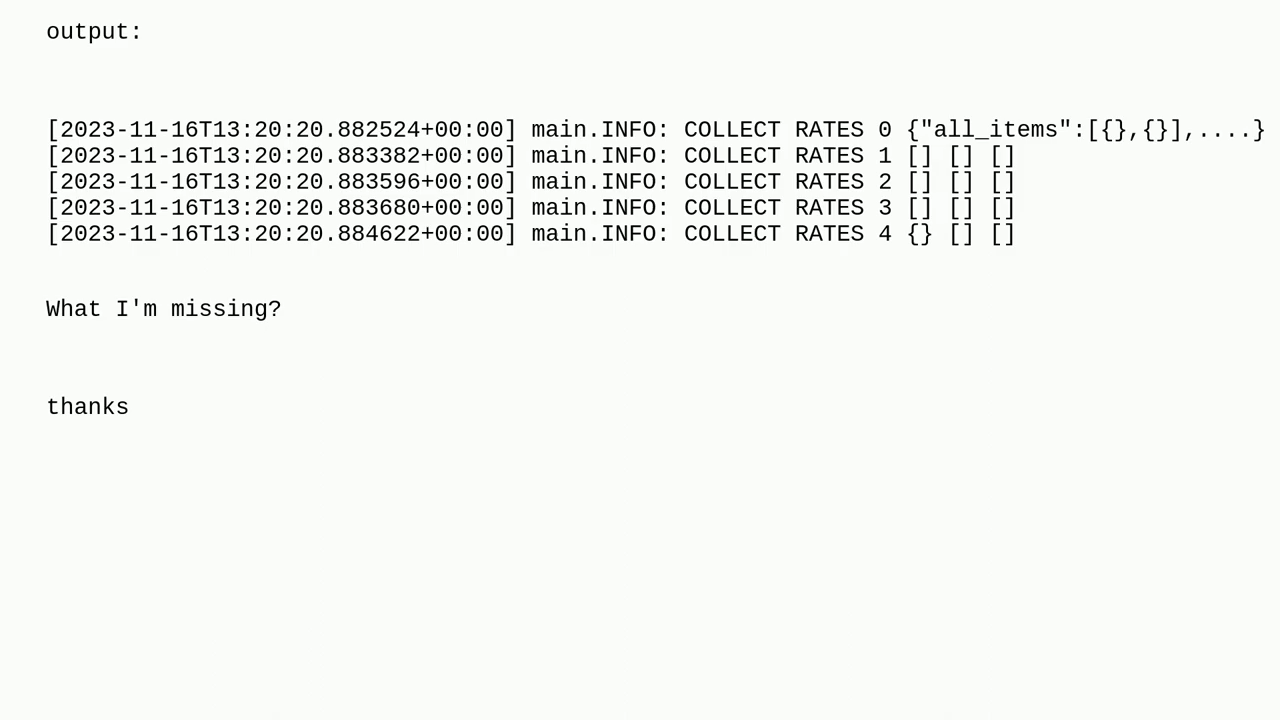 output:
[2023-11-16T13:20:20.882524+00:00] main.INFO: COLLECT RATES 0 {"all_items":[{},{}],....}
[2023-11-16T13:20:20.883382+00:00] main.INFO: COLLECT RATES 1 [] [] []
[2023-11-16T13:20:20.883596+00:00] main.INFO: COLLECT RATES 2 [] [] []
[2023-11-16T13:20:20.883680+00:00] main.INFO: COLLECT RATES 3 [] [] []
[2023-11-16T13:20:20.884622+00:00] main.INFO: COLLECT RATES 4 {} [] []
What I'm missing?
thanks